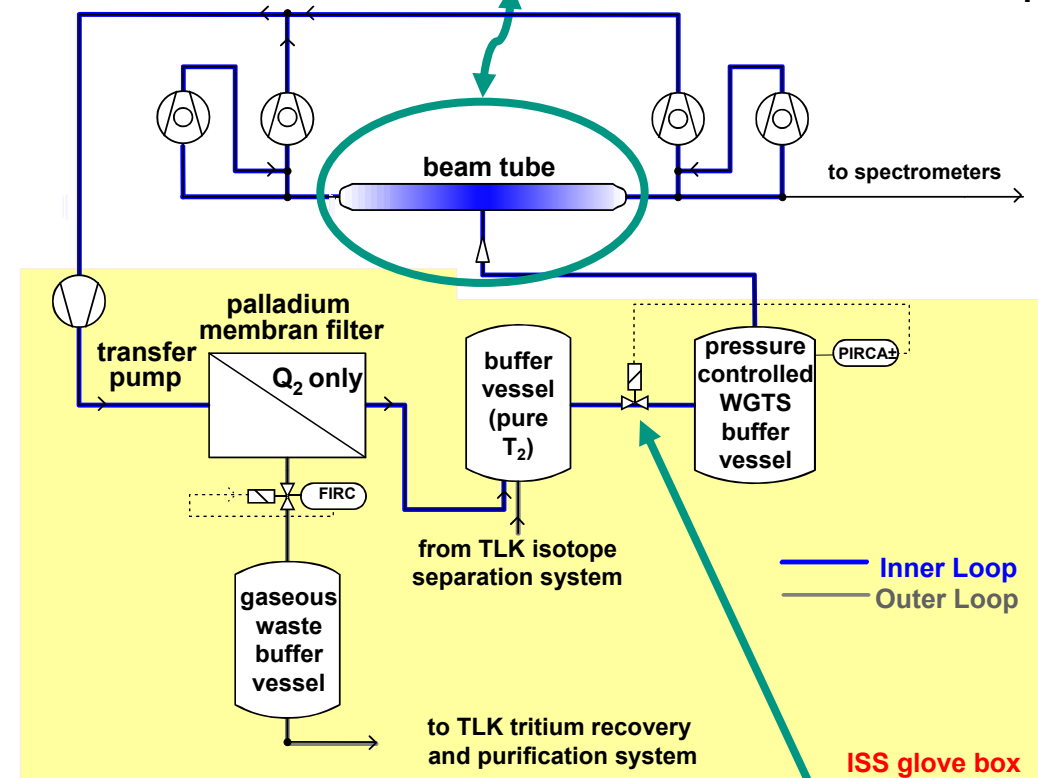 beam tube
to spectrometers
palladium
membran filter
transfer
pump
Q2 only
buffer
vessel
(pure
T2)
pressure
controlled
WGTS
buffer
vessel
PIRCA±
FIRC
from TLK isotope
separation system
Inner Loop
Outer Loop
gaseous
waste
buffer
vessel
to TLK tritium recovery
and purification system
ISS glove box